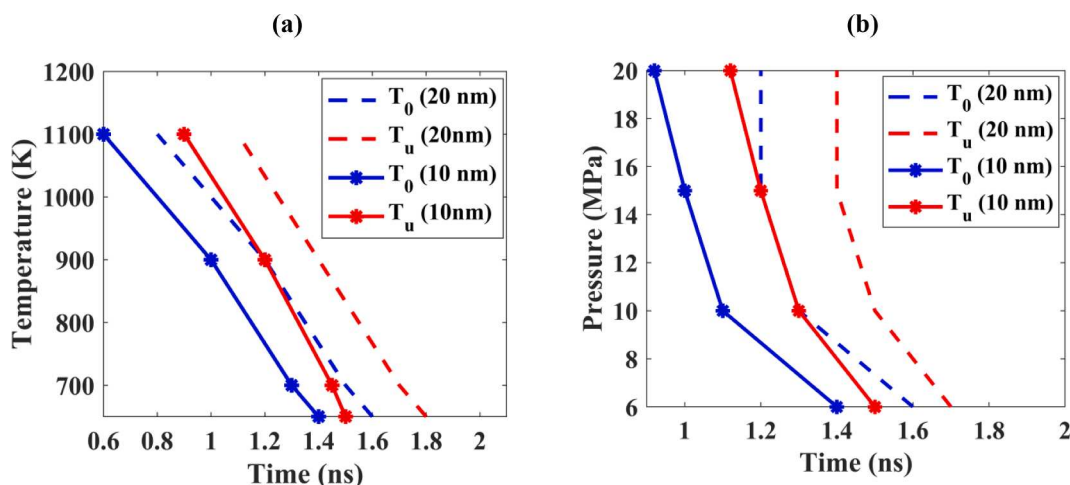 (a)
1200
1100
1000
900
800
700
0.6 0.8 1 1.2 1.4 1.6 1.8 2
Temperature (K)
Time (ns)
T0 (20 nm)
Tu (20nm)
T0 (10 nm)
Tu (10nm)
(b)
20
18
16
14
12
10
8
6
1 1.2 1.4 1.6 1.8 2
Pressure (MPa)
Time (ns)
T0 (20 nm)
Tu (20 nm)
T0 (10 nm)
Tu (10 nm)